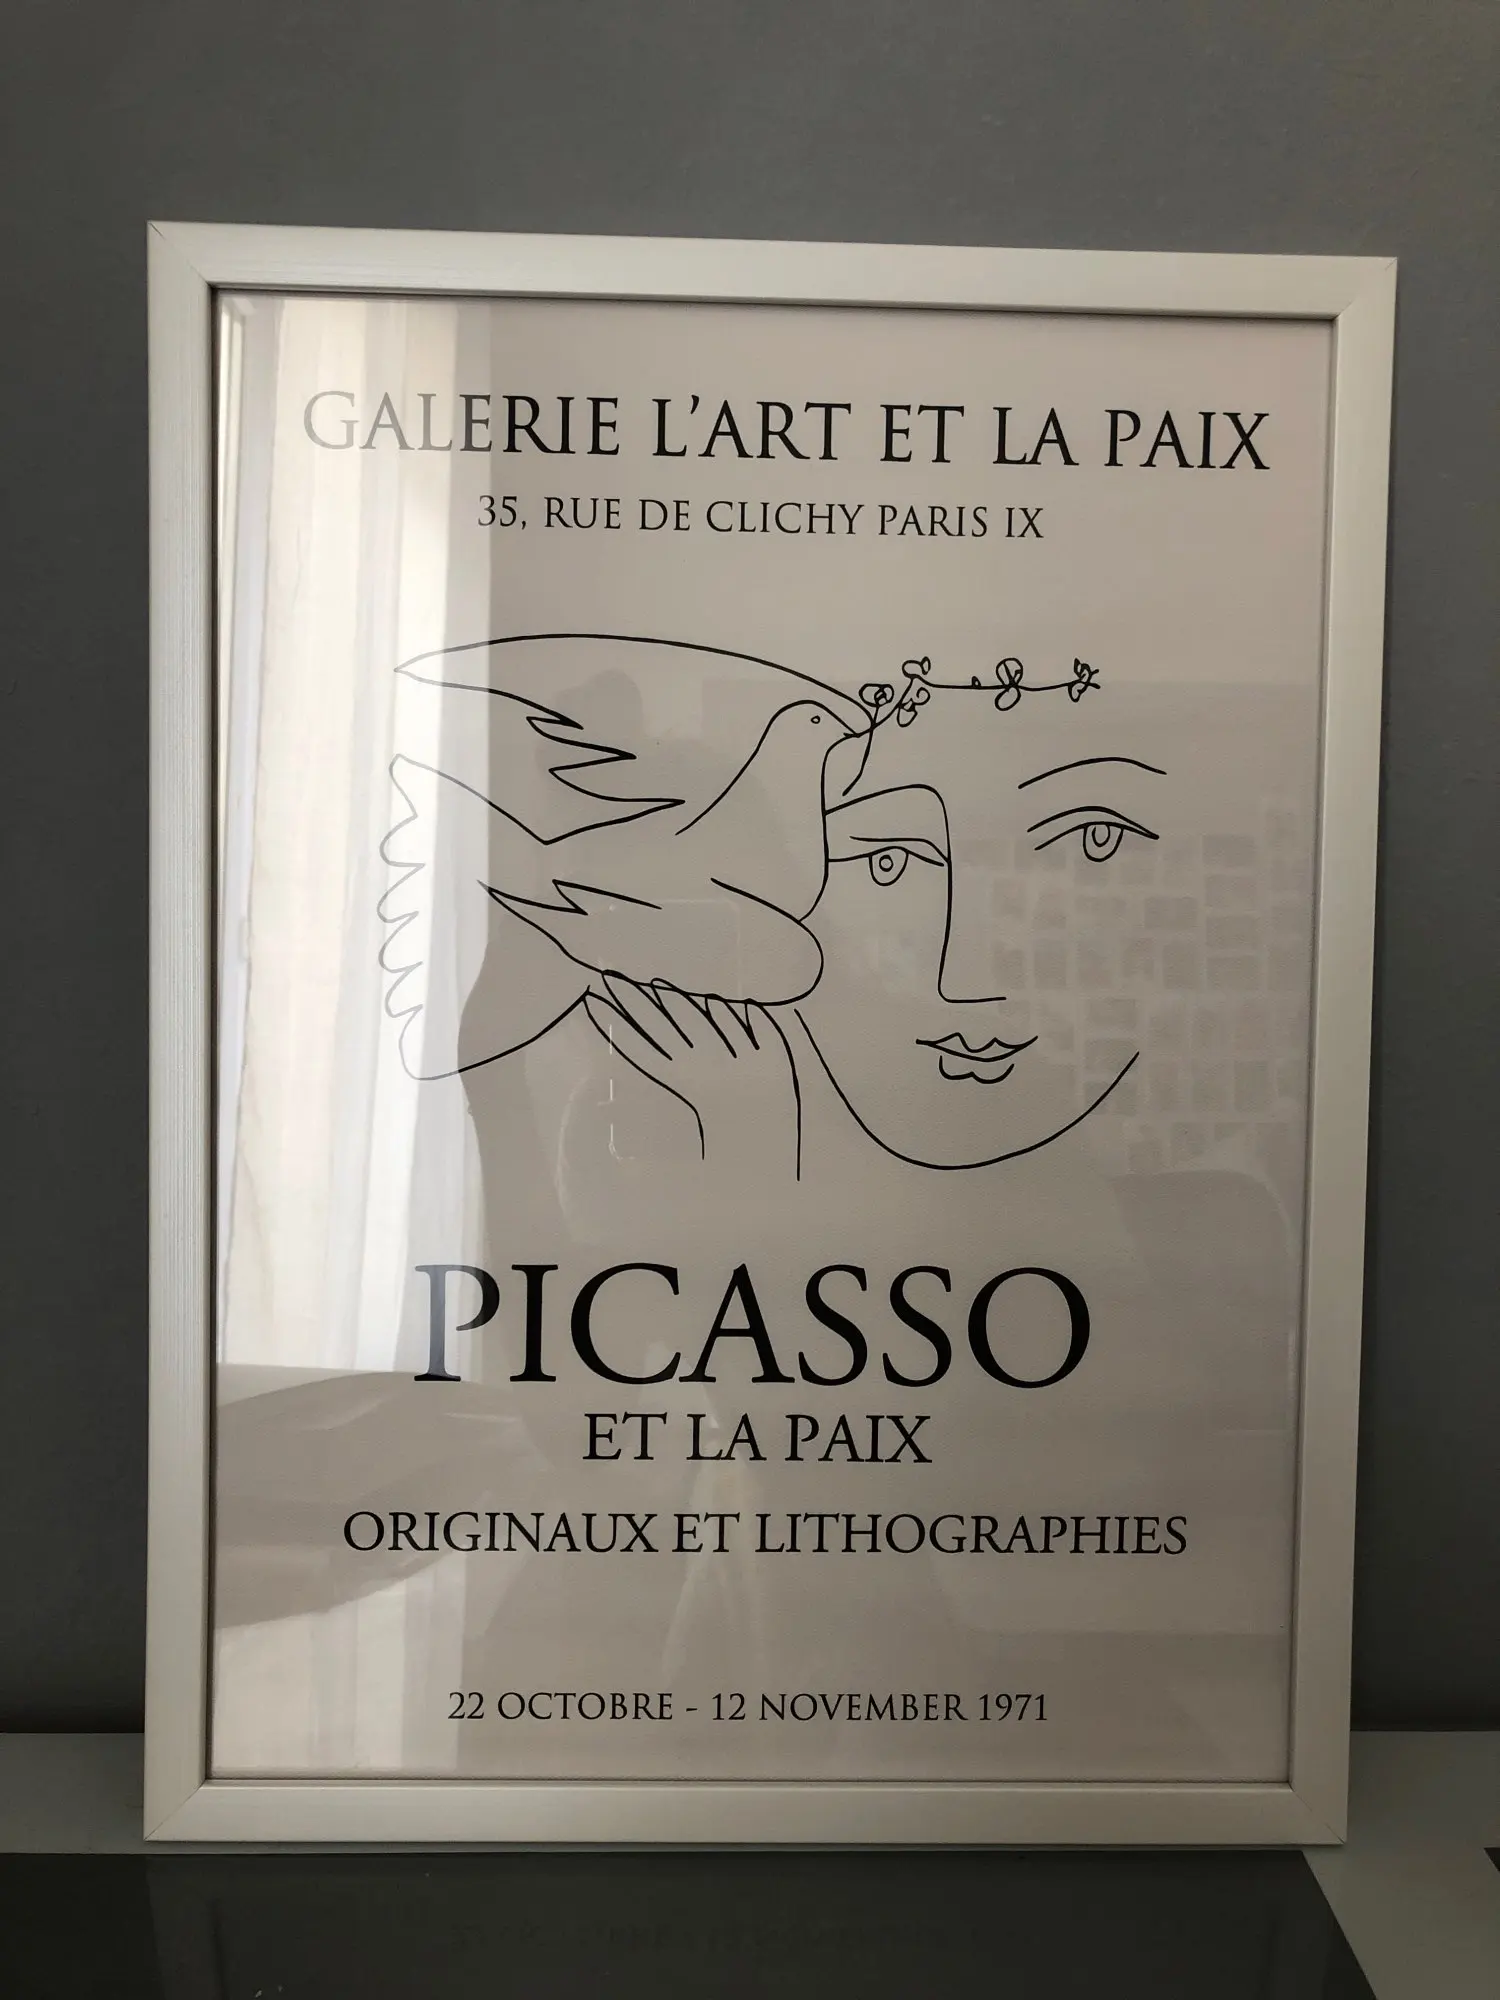 GALERIE L'ART ET LA PAIX
35, RUE DE CLICHY PARIS IX
PICASSO
ET LA PAIX
ORIGINAUX ET LITHOGRAPHIES
22 OCTOBRE - 12 NOVEMBER 1971